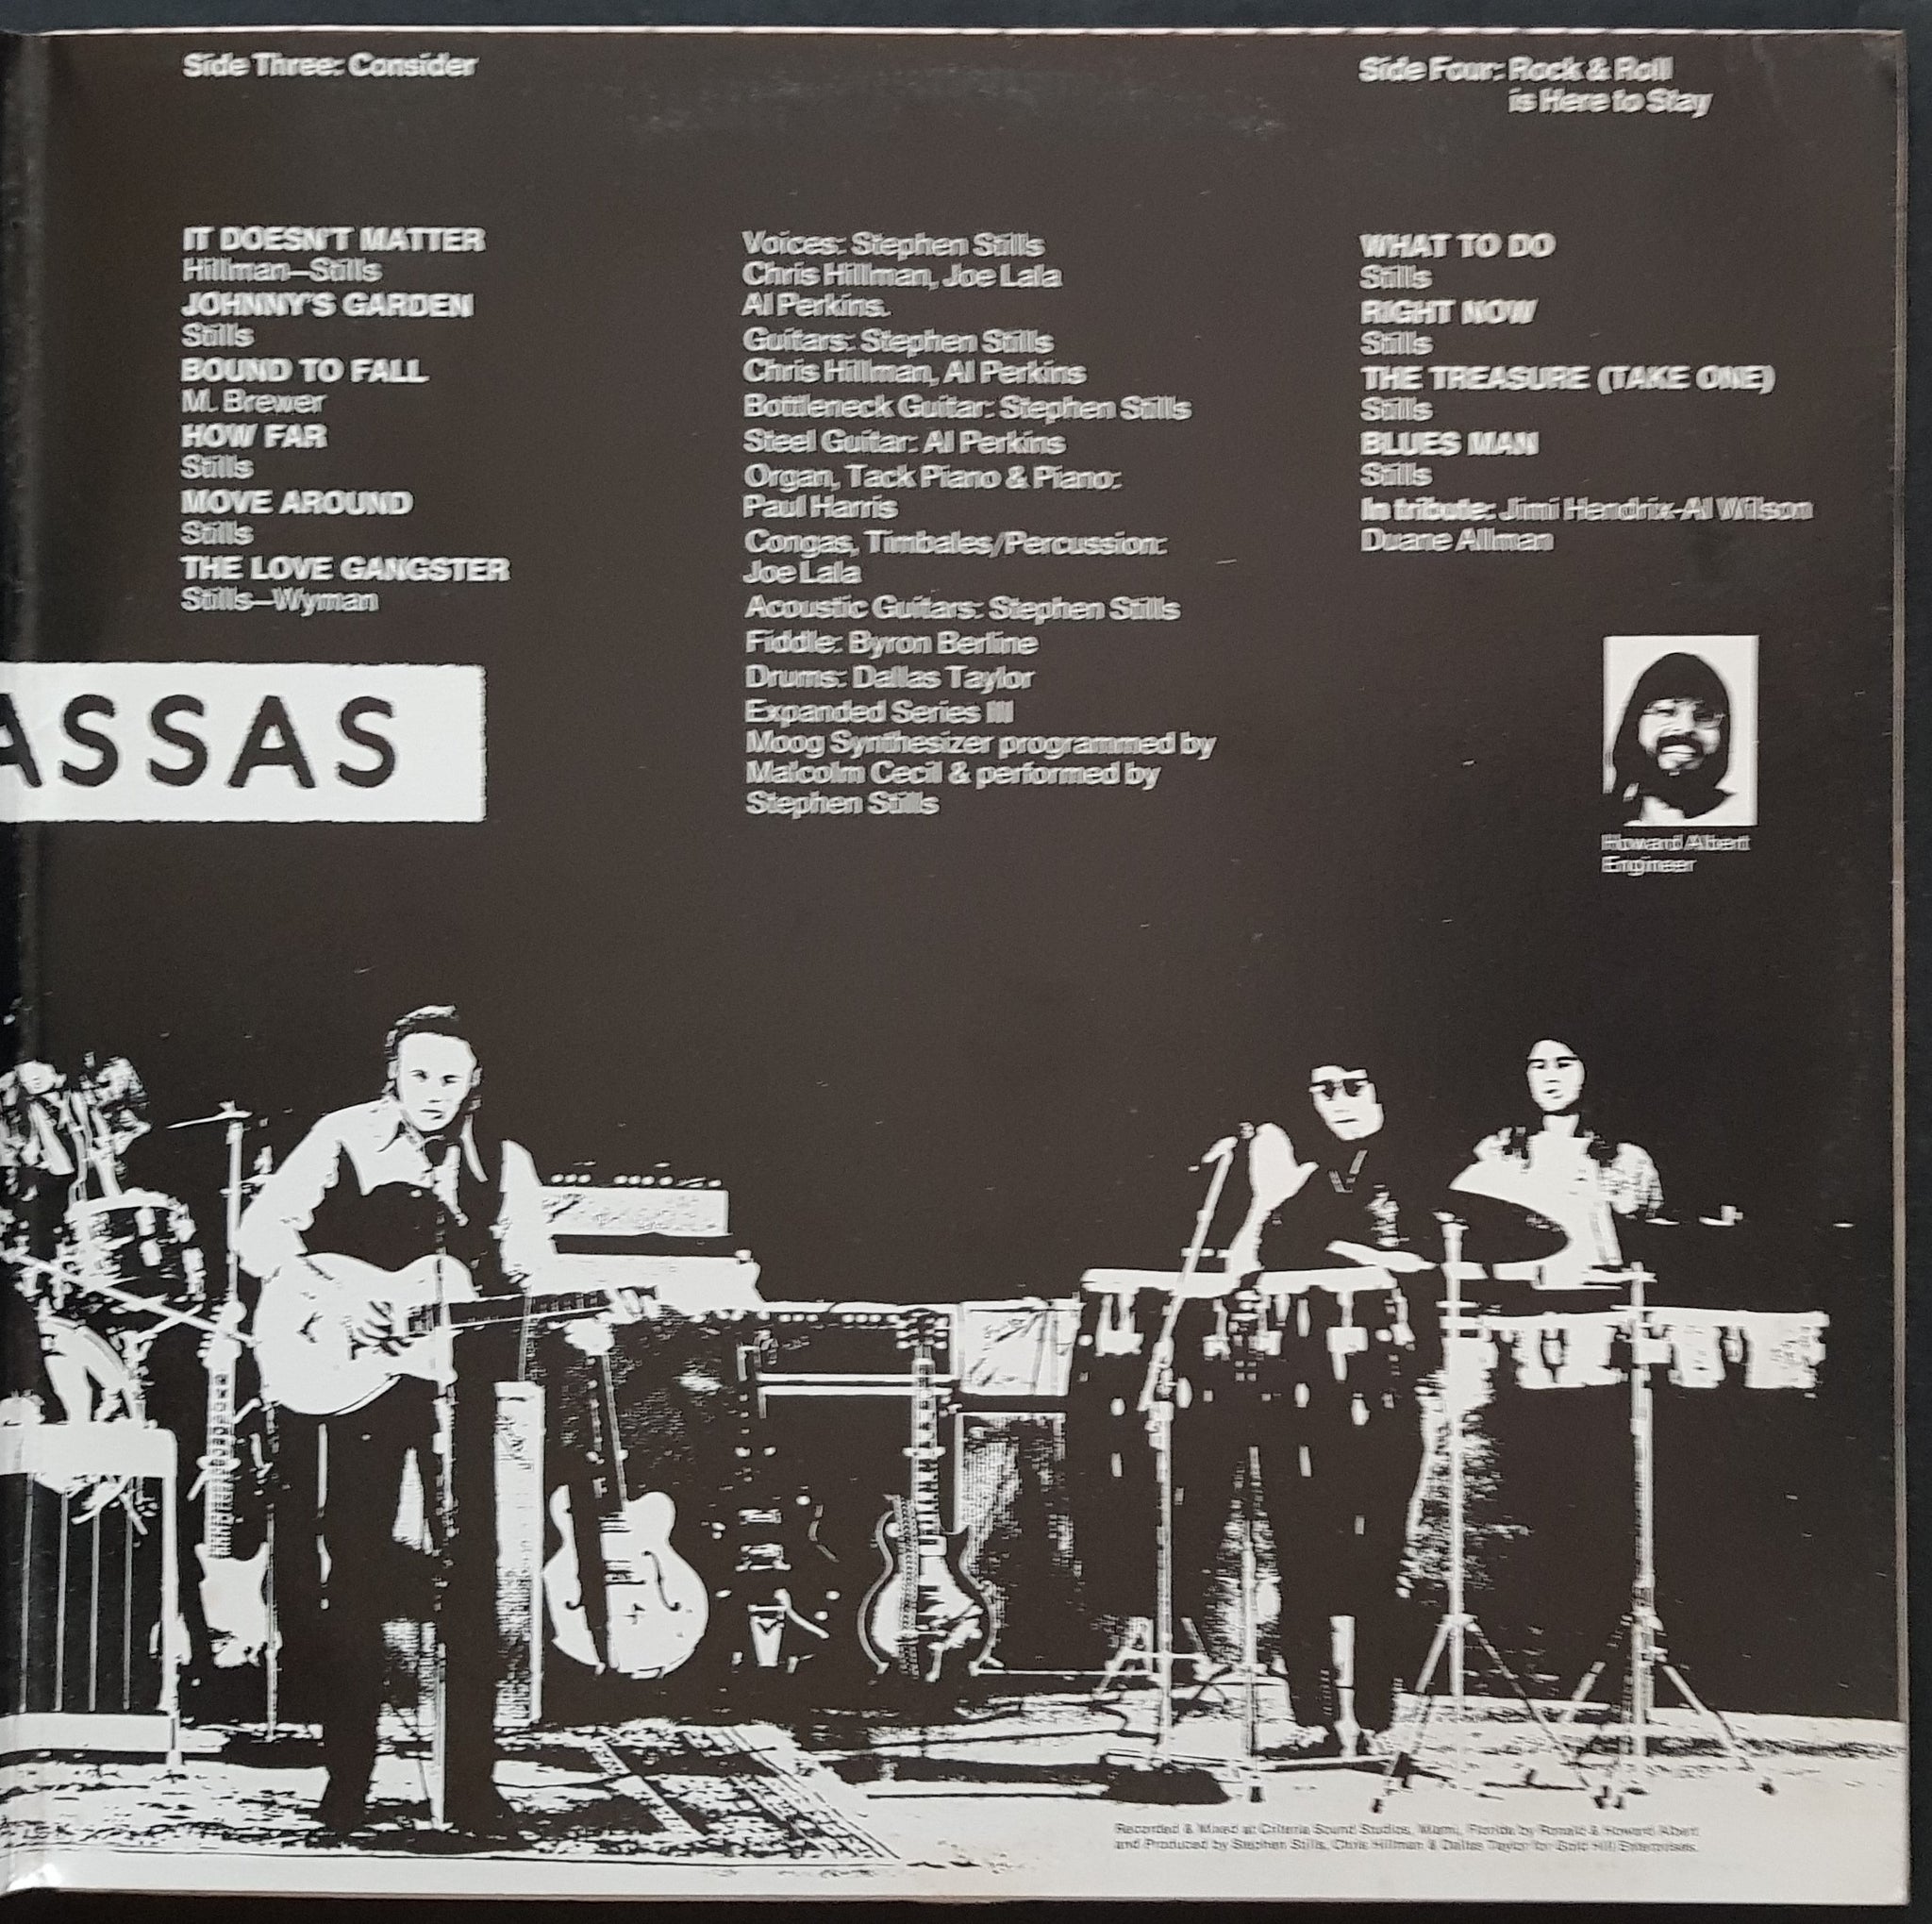 Side Three: Consider
IT DOESN'T MATTER
Hillman—Stills
JOHNNY'S GARDEN
Stills
BOUND TO FALL
M. Brewer
HOW FAR
Stills
MOVE AROUND
Stills
THE LOVE GANGSTER
Stills—Wyman
ASSAS
Voices: Stephen Stills
Chris Hillman, Joe Lala
Al Perkins.
Guitars: Stephen Stills
Chris Hillman, Al Perkins
Bottleneck Guitar: Stephen Stills
Steel Guitar: Al Perkins
Organ, Tack Piano & Piano:
Paul Harris
Congas, Timbales/Percussion:
Joe Lala
Acoustic Guitars: Stephen Stills
Fiddle: Byron Berline
Drums: Dallas Taylor
Expanded Series III
Moog Synthesizer programmed by
Malcolm Cecil & performed by
Stephen Stills
Side Four: Rock & Roll
is Here to Stay
WHAT TO DO
Stills
RIGHT NOW
Stills
THE TREASURE (TAKE ONE)
Stills
BLUES MAN
Stills
In tribute: Jimi Hendrix-Al Wilson
Duane Allman
Howard Albert
Engineer
Recorded & Mixed at Criteria Sound Studios, Miami, Florida by Ronald & Howard Albert
and Produced by Stephen Stills, Chris Hillman & Dallas Taylor for Gold Hill Enterprises.